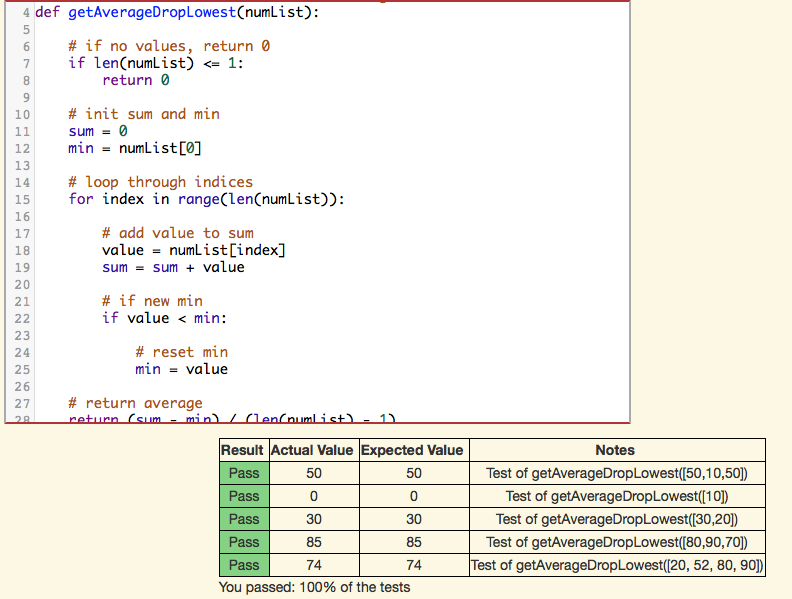 4 def getAverageDropLowest(numList):
5
6 # if no values, return 0
7 if len(numList) <= 1:
8 return 0
9
10 # init sum and min
11 sum = 0
12 min = numList[0]
13
14 # loop through indices
15 for index in range(len(numList)):
16
17 # add value to sum
18 value = numList[index]
19 sum = sum + value
20
21 # if new min
22 if value < min:
23
24 # reset min
25 min = value
26
27 # return average
28 return (sum - min) / (len(numList) - 1)
Result Actual Value Expected Value Notes
Pass 50 50 Test of getAverageDropLowest([50,10,50])
Pass 0 0 Test of getAverageDropLowest([10])
Pass 30 30 Test of getAverageDropLowest([30,20])
Pass 85 85 Test of getAverageDropLowest([80,90,70])
Pass 74 74 Test of getAverageDropLowest([20, 52, 80, 90])
You passed: 100% of the tests